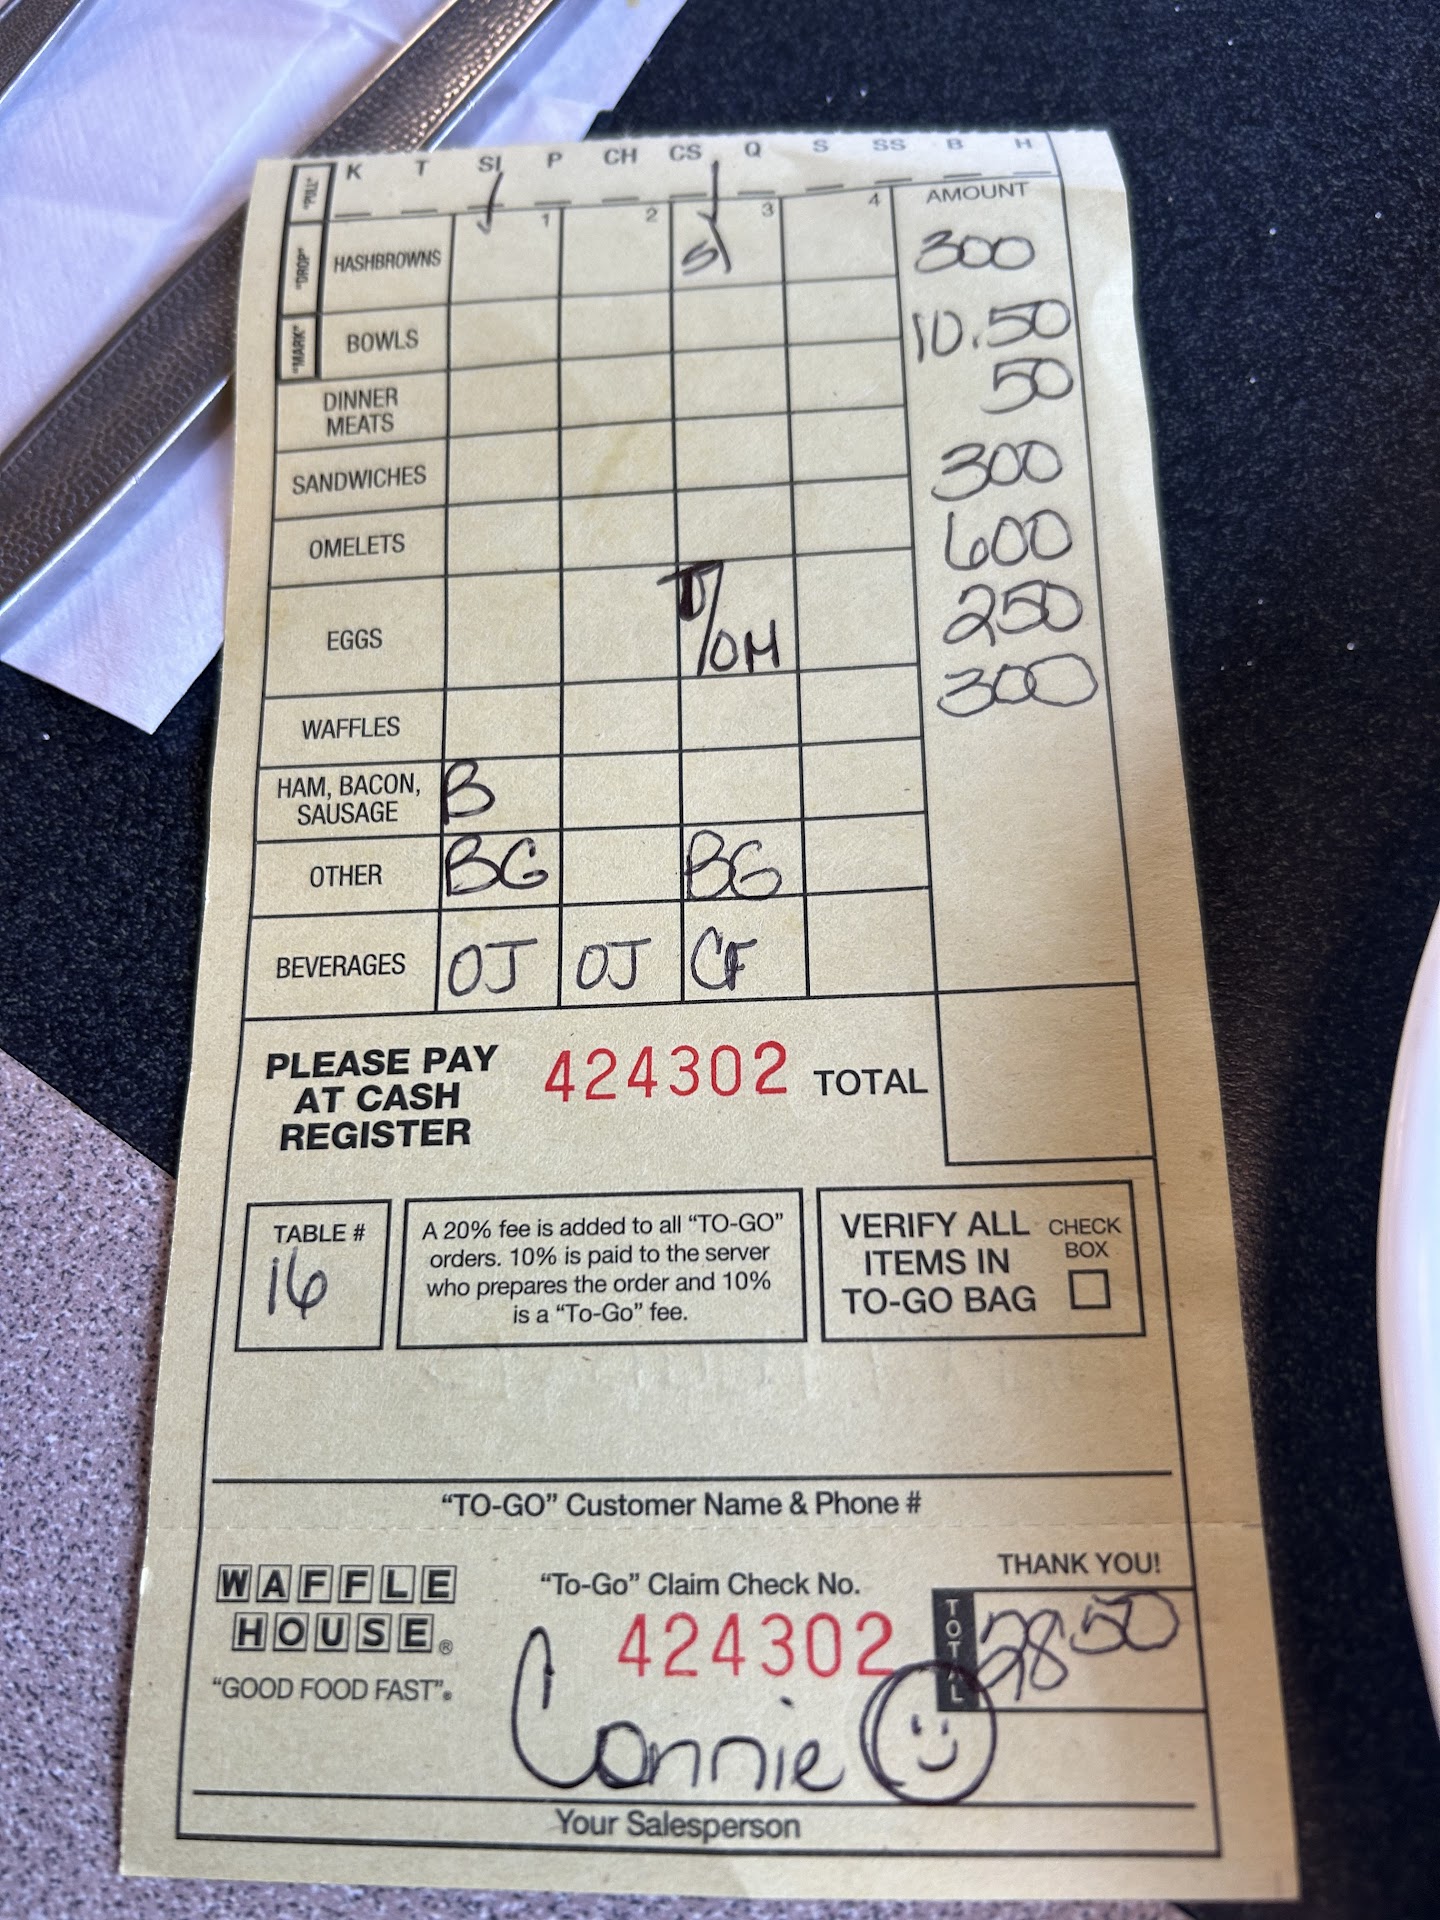 K T SI P CH CS Q S SS B H
"PULL"
1 2 3 4 AMOUNT
"DROP" HASHBROWNS 300
"MARK" BOWLS 10.50
DINNER MEATS 50
SANDWICHES 300
OMELETS 600
EGGS /OM 250
WAFFLES 300
HAM, BACON, SAUSAGE B
OTHER BG BG
BEVERAGES OJ OJ CF
PLEASE PAY
AT CASH
REGISTER
424302 TOTAL
TABLE #
16
A 20% fee is added to all "TO-GO"
orders. 10% is paid to the server
who prepares the order and 10%
is a "To-Go" fee.
VERIFY ALL
ITEMS IN
TO-GO BAG
CHECK
BOX
"TO-GO" Customer Name & Phone #
WAFFLE
HOUSE®
"GOOD FOOD FAST"®
"To-Go" Claim Check No.
424302
THANK YOU!
TOTAL 28 50
Connie
Your Salesperson